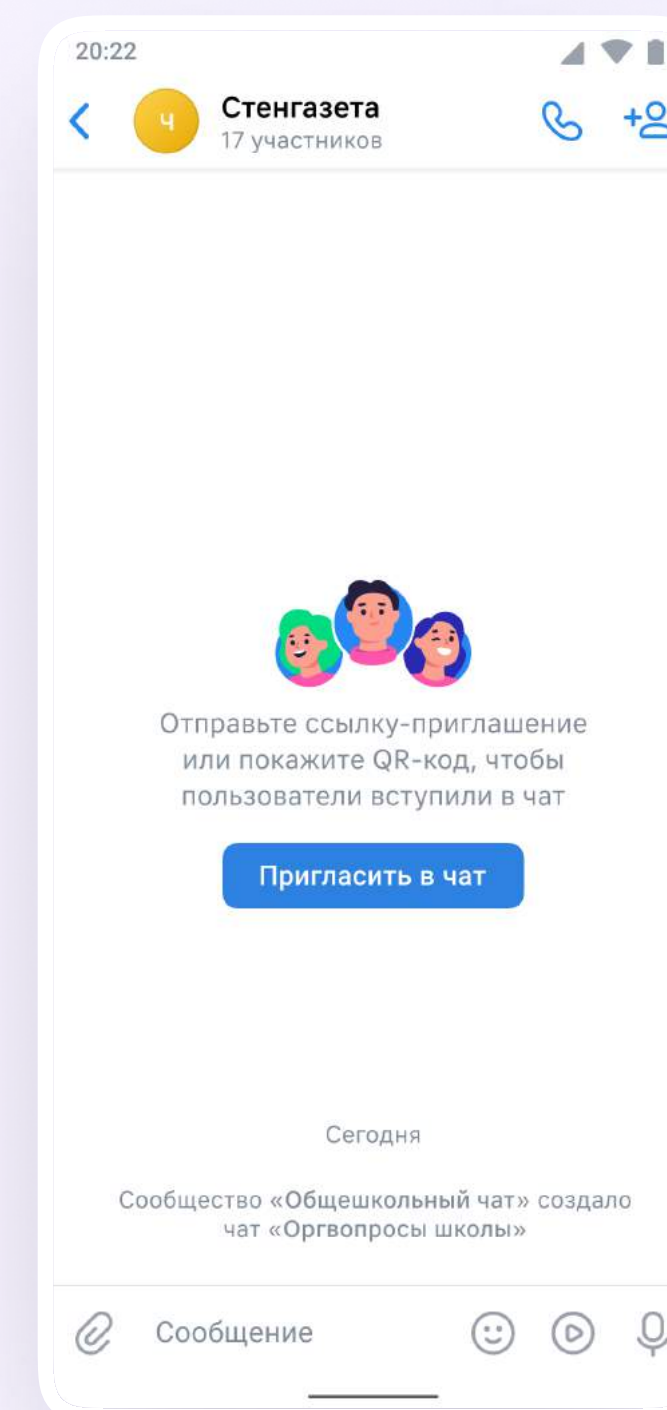 20:22
Ч
Стенгазета
17 участников
Отправьте ссылку-приглашение
или покажите QR-код, чтобы
пользователи вступили в чат
Пригласить в чат
Сегодня
Сообщество «Общешкольный чат» создало
чат «Оргвопросы школы»
Сообщение